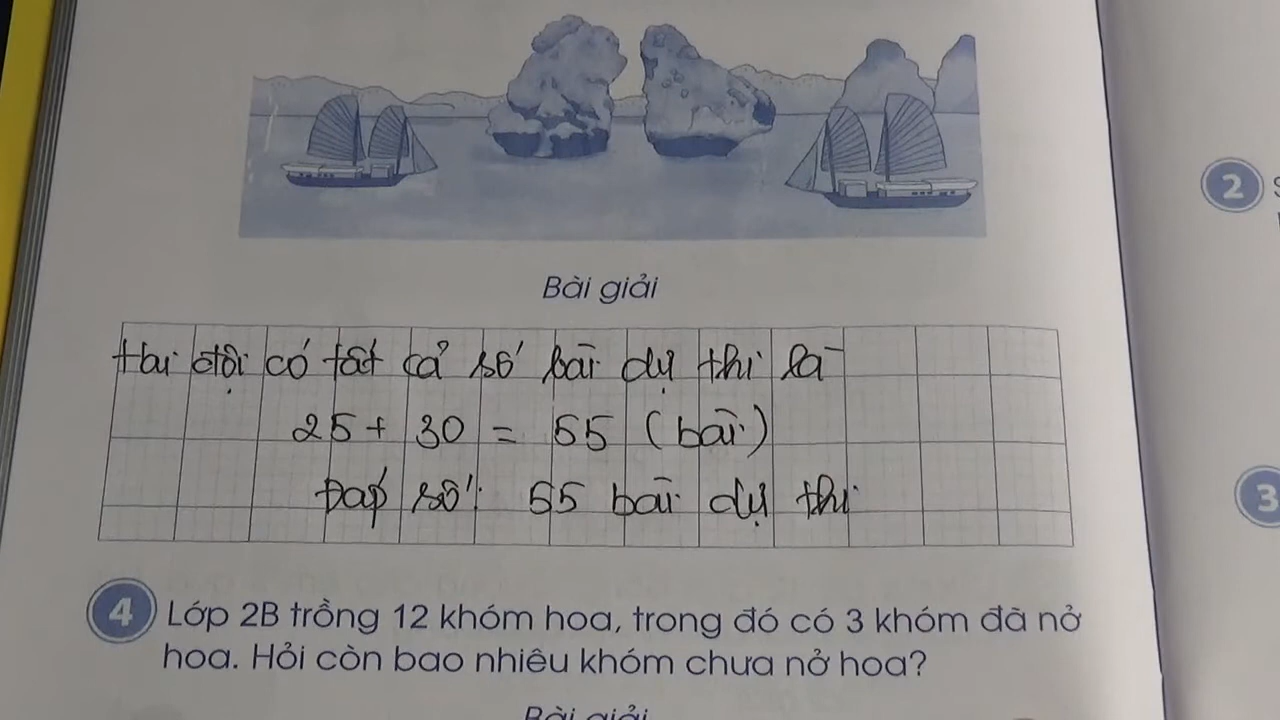 Bài giải
Hai đội có tất cả số bài dự thi là
25 + 30 = 55 (bài)
Đáp số: 55 bài dự thi
4 Lớp 2B trồng 12 khóm hoa, trong đó có 3 khóm đã nở
hoa. Hỏi còn bao nhiêu khóm chưa nở hoa?
Bài giải
2
3